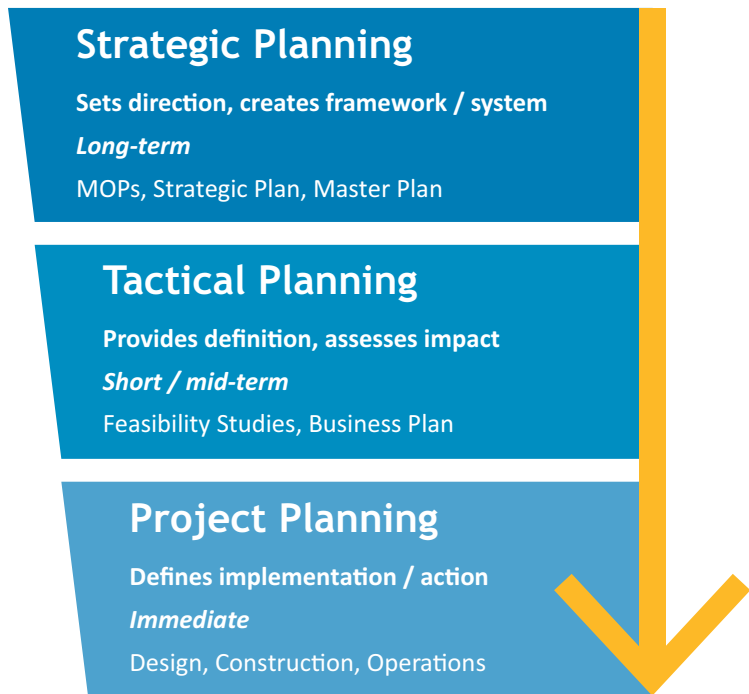 Strategic Planning
Sets direction, creates framework / system
Long-term
MOPs, Strategic Plan, Master Plan
Tactical Planning
Provides definition, assesses impact
Short / mid-term
Feasibility Studies, Business Plan
Project Planning
Defines implementation / action
Immediate
Design, Construction, Operations